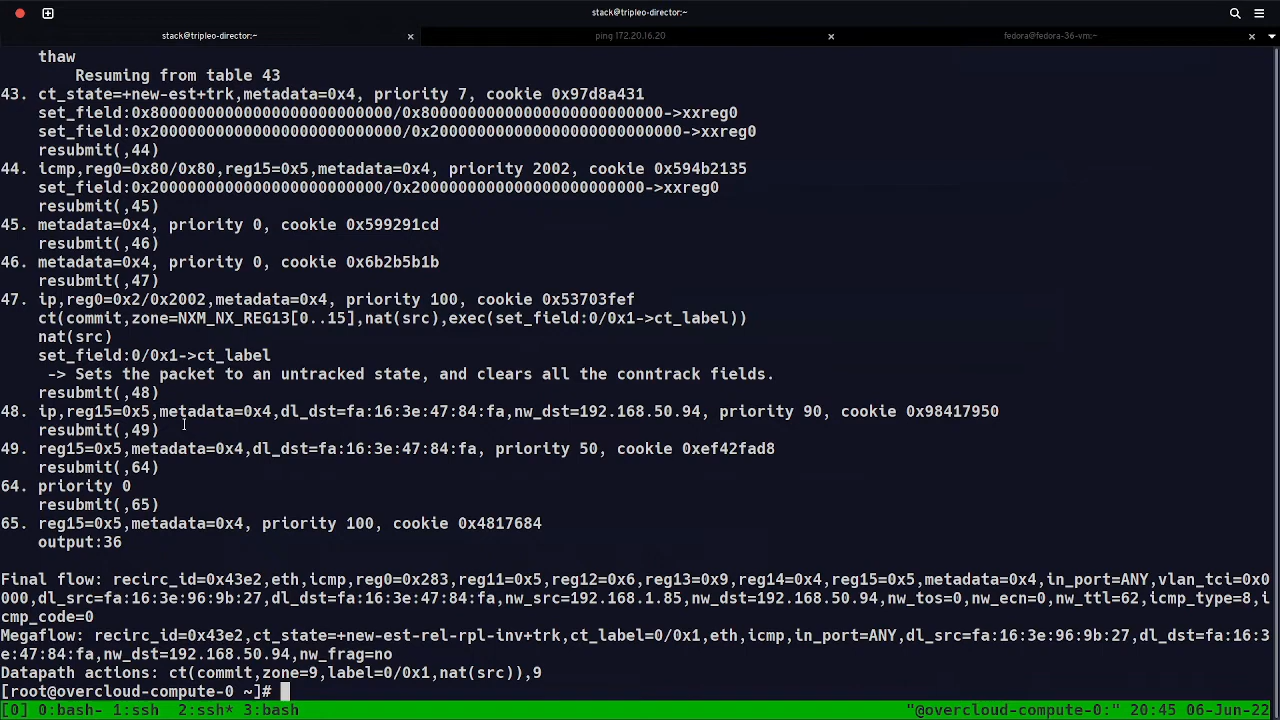 stack@tripleo-director:~
stack@tripleo-director:~
ping 172.20.16.20
fedora@fedora-36-vm:~
thaw
Resuming from table 43
43. ct_state=+new-est+trk,metadata=0x4, priority 7, cookie 0x97d8a431
set_field:0x80000000000000000000000000/0x80000000000000000000000000->xxreg0
set_field:0x200000000000000000000000000/0x200000000000000000000000000->xxreg0
resubmit(,44)
44. icmp,reg0=0x80/0x80,reg15=0x5,metadata=0x4, priority 2002, cookie 0x594b2135
set_field:0x2000000000000000000000000/0x2000000000000000000000000->xxreg0
resubmit(,45)
45. metadata=0x4, priority 0, cookie 0x599291cd
resubmit(,46)
46. metadata=0x4, priority 0, cookie 0x6b2b5b1b
resubmit(,47)
47. ip,reg0=0x2/0x2002,metadata=0x4, priority 100, cookie 0x53703fef
ct(commit,zone=NXM_NX_REG13[0..15],nat(src),exec(set_field:0/0x1->ct_label))
nat(src)
set_field:0/0x1->ct_label
-> Sets the packet to an untracked state, and clears all the conntrack fields.
resubmit(,48)
48. ip,reg15=0x5,metadata=0x4,dl_dst=fa:16:3e:47:84:fa,nw_dst=192.168.50.94, priority 90, cookie 0x98417950
resubmit(,49)
49. reg15=0x5,metadata=0x4,dl_dst=fa:16:3e:47:84:fa, priority 50, cookie 0xef42fad8
resubmit(,64)
64. priority 0
resubmit(,65)
65. reg15=0x5,metadata=0x4, priority 100, cookie 0x4817684
output:36
Final flow: recirc_id=0x43e2,eth,icmp,reg0=0x283,reg11=0x5,reg12=0x6,reg13=0x9,reg14=0x4,reg15=0x5,metadata=0x4,in_port=ANY,vlan_tci=0x0
000,dl_src=fa:16:3e:96:9b:27,dl_dst=fa:16:3e:47:84:fa,nw_src=192.168.1.85,nw_dst=192.168.50.94,nw_tos=0,nw_ecn=0,nw_ttl=62,icmp_type=8,i
cmp_code=0
Megaflow: recirc_id=0x43e2,ct_state=+new-est-rel-rpl-inv+trk,ct_label=0/0x1,eth,icmp,in_port=ANY,dl_src=fa:16:3e:96:9b:27,dl_dst=fa:16:3
e:47:84:fa,nw_dst=192.168.50.94,nw_frag=no
Datapath actions: ct(commit,zone=9,label=0/0x1,nat(src)),9
[root@overcloud-compute-0 ~]#
[0] 0:bash- 1:ssh  2:ssh* 3:bash "@overcloud-compute-0:" 20:45 06-Jun-22